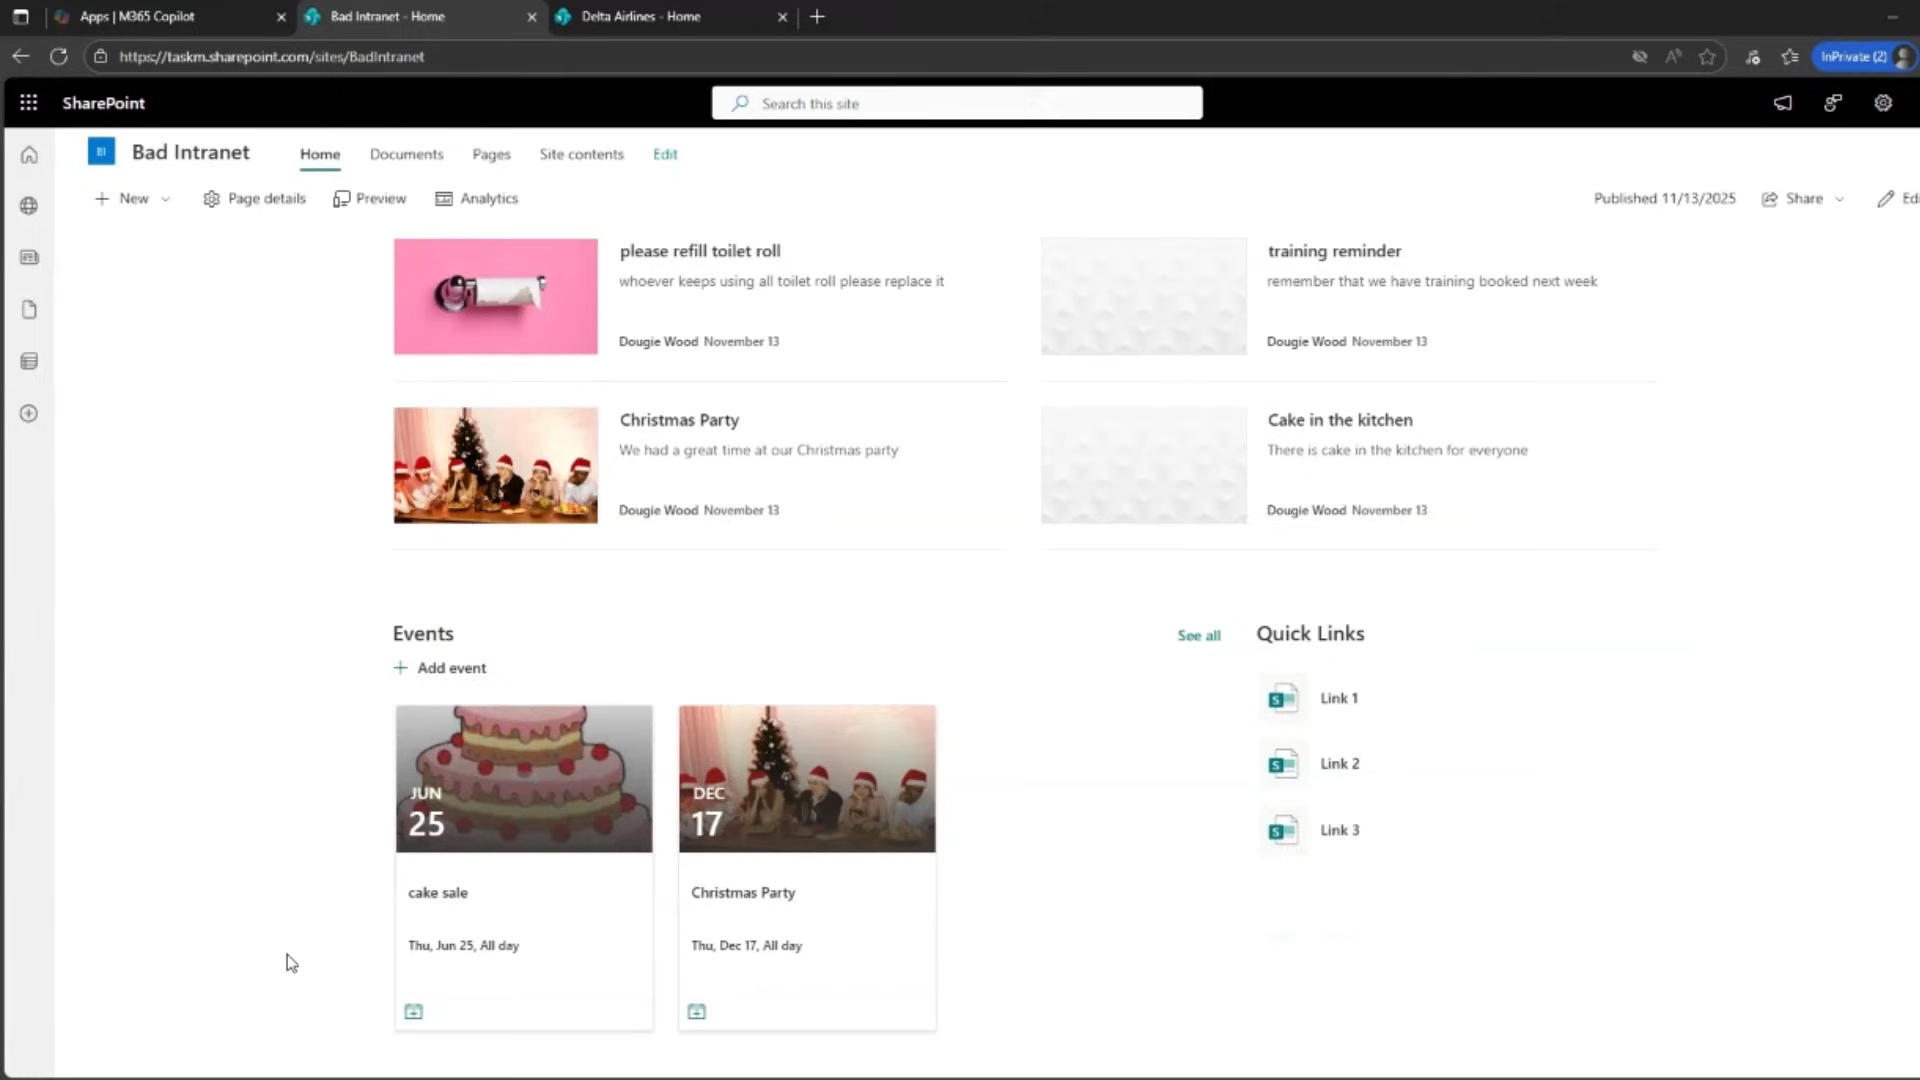 Apps | M365 Copilot
Bad Intranet - Home
Delta Airlines - Home
https://taskm.sharepoint.com/sites/BadIntranet
InPrivate (2)
SharePoint
Search this site
BI
Bad Intranet
Home
Documents
Pages
Site contents
Edit
New
Page details
Preview
Analytics
Published 11/13/2025
Share
Edi
please refill toilet roll
whoever keeps using all toilet roll please replace it
Dougie Wood November 13
training reminder
remember that we have training booked next week
Dougie Wood November 13
Christmas Party
We had a great time at our Christmas party
Dougie Wood November 13
Cake in the kitchen
There is cake in the kitchen for everyone
Dougie Wood November 13
Events
See all
Add event
JUN
25
cake sale
Thu, Jun 25, All day
DEC
17
Christmas Party
Thu, Dec 17, All day
Quick Links
S
Link 1
S
Link 2
S
Link 3